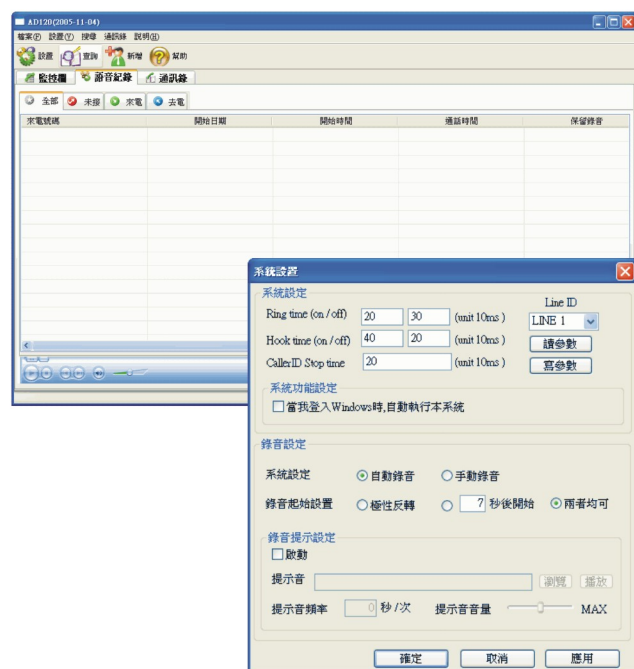 AD120(2005-11-04)
檔案(F) 設置(Y) 搜尋 通訊錄 說明(H)
設置 查詢 新增 幫助
監控欄 語音紀錄 通訊錄
全部 未接 來電 去電
來電號碼 開始日期 開始時間 通話時間 保留錄音
系統設置
系統設定
Line ID
Ring time (on / off) 20 30 (unit 10ms ) LINE 1
Hook time (on / off) 40 20 (unit 10ms ) 讀參數
CallerID Stop time 20 (unit 10ms ) 寫參數
系統功能設定
當我登入Windows時,自動執行本系統
錄音設定
系統設定 自動錄音 手動錄音
錄音起始設置 極性反轉 7 秒後開始 兩者均可
錄音提示設定
啟動
提示音 瀏覽 播放
提示音頻率 0 秒/次 提示音音量 MAX
確定 取消 應用